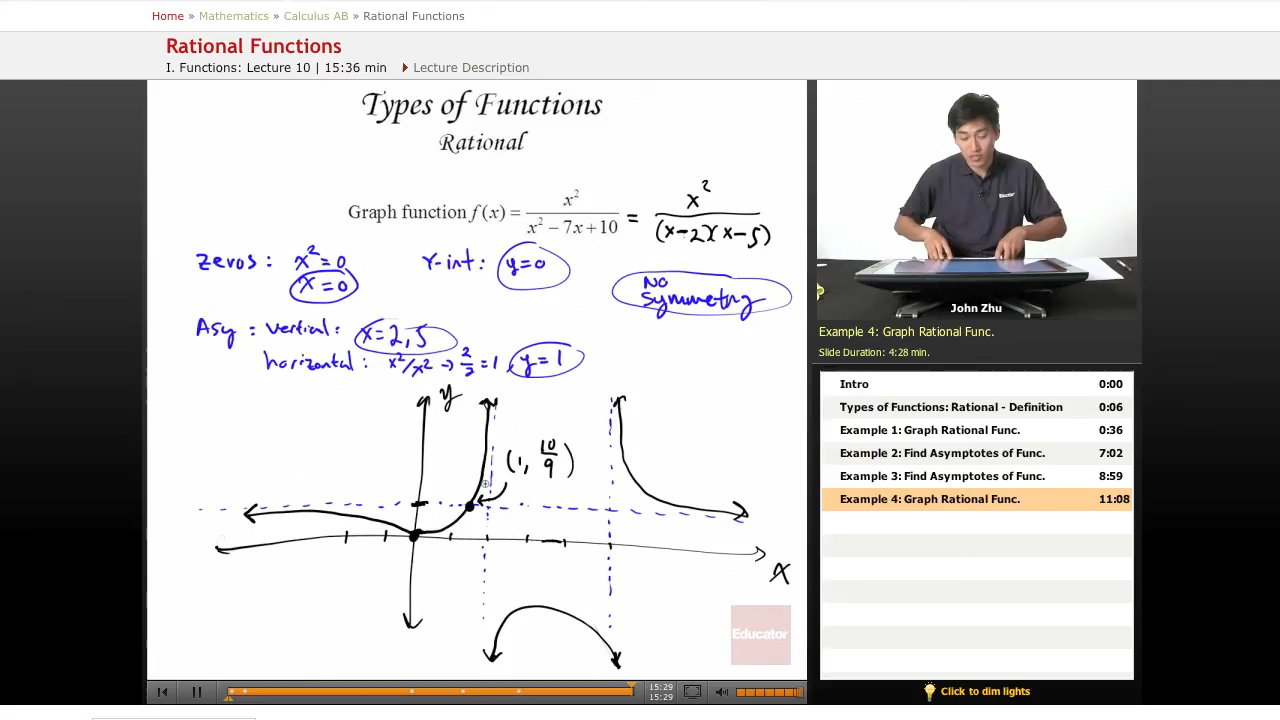 Home » Mathematics » Calculus AB » Rational Functions
Rational Functions
I. Functions: Lecture 10 | 15:36 min Lecture Description
Types of Functions
Rational
Graph function f(x) = x² / (x² − 7x + 10) = x² / (x−2)(x−5)
Zeros: x² = 0
x = 0
Y-int: y=0
No
Symmetry
Asy: vertical: x=2,5
horizontal: x²/x² → 2/2 = 1, y=1
y
(1, 10/9)
x
Educator
Educator
John Zhu
Example 4: Graph Rational Func.
Slide Duration: 4:28 min.
Intro 0:00
Types of Functions: Rational - Definition 0:06
Example 1: Graph Rational Func. 0:36
Example 2: Find Asymptotes of Func. 7:02
Example 3: Find Asymptotes of Func. 8:59
Example 4: Graph Rational Func. 11:08
15:29
15:29
Click to dim lights